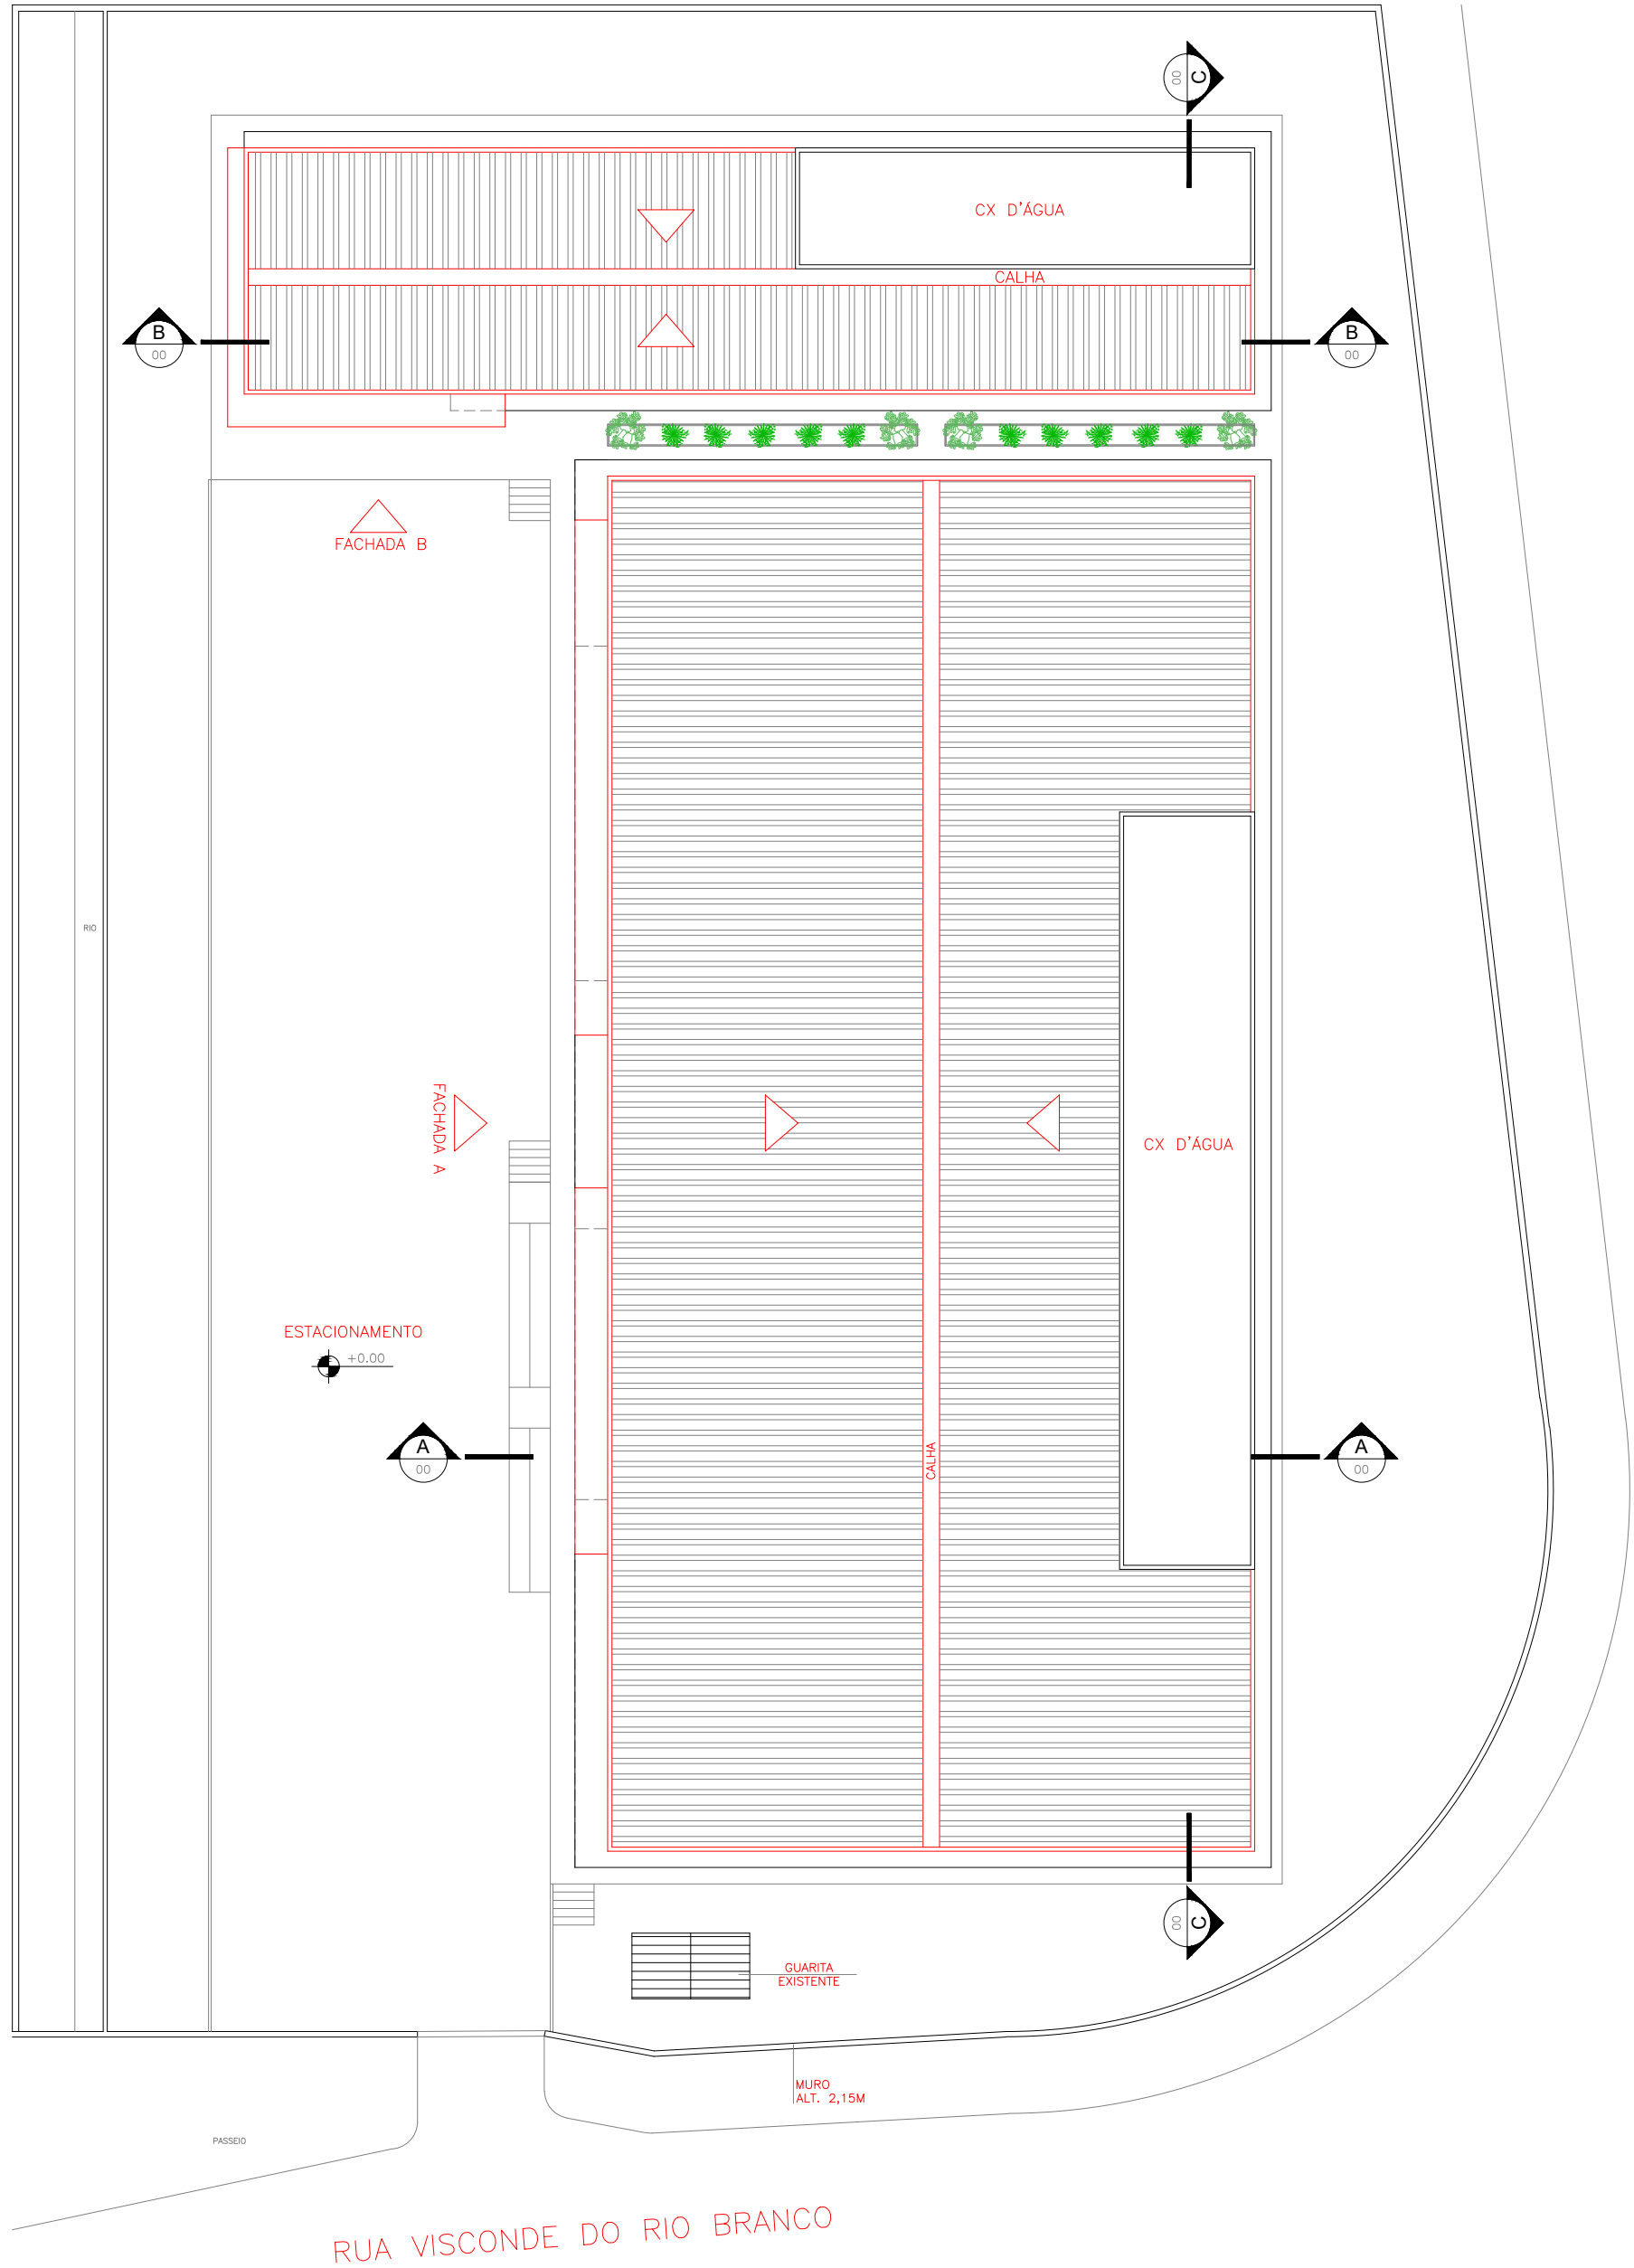 C
00
CX D'ÁGUA
CALHA
B
00
B
00
FACHADA B
RIO
FACHADA A
CX D'ÁGUA
ESTACIONAMENTO
+0.00
A
00
CALHA
A
00
C
00
GUARITA
EXISTENTE
MURO
ALT. 2,15M
PASSEIO
RUA VISCONDE DO RIO BRANCO